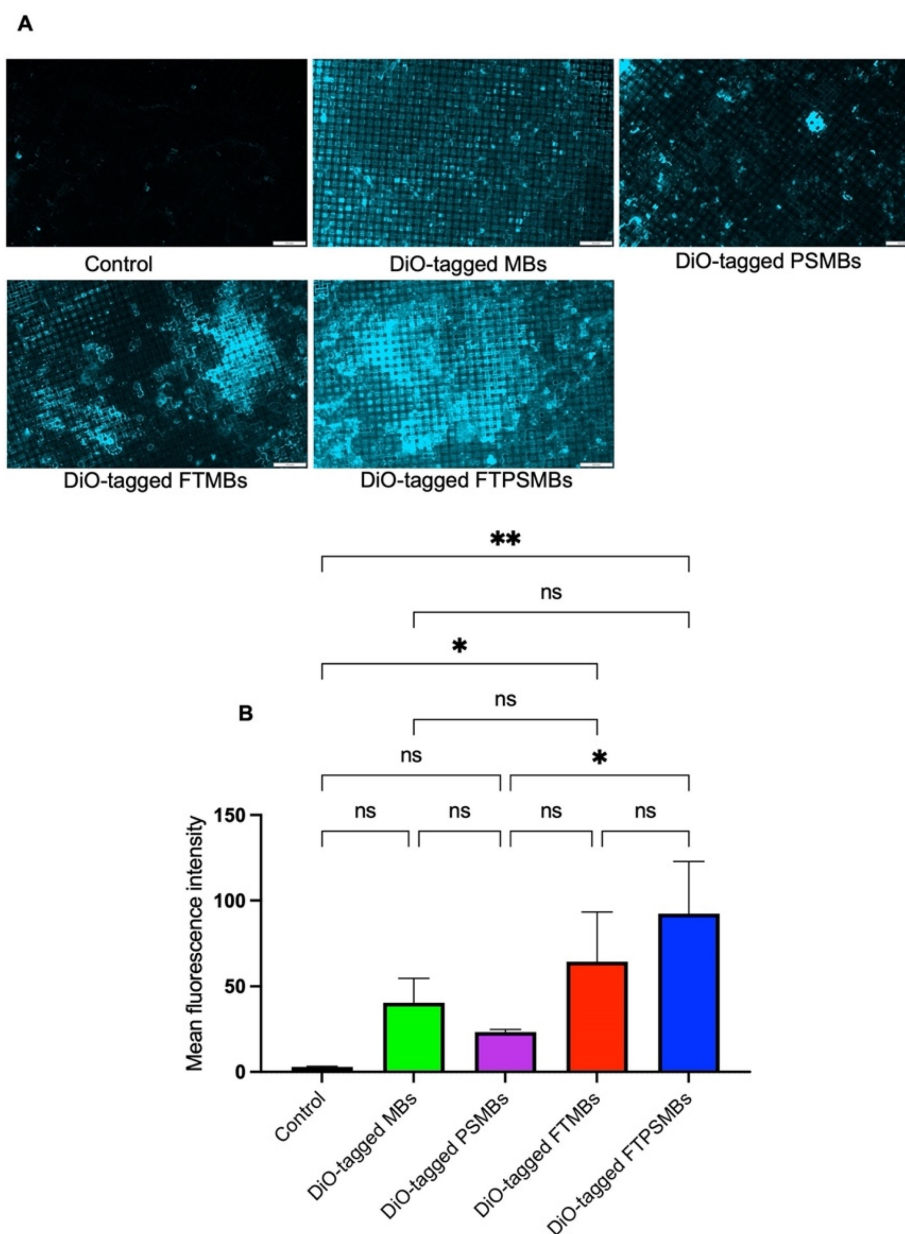 A
Control
DiO-tagged MBs
DiO-tagged PSMBs
DiO-tagged FTMBs
DiO-tagged FTPSMBs
**
ns
*
ns
B
ns
*
ns
ns
ns
ns
150
100
50
0
Mean fluorescence intensity
Control
DiO-tagged MBs
DiO-tagged PSMBs
DiO-tagged FTMBs
DiO-tagged FTPSMBs